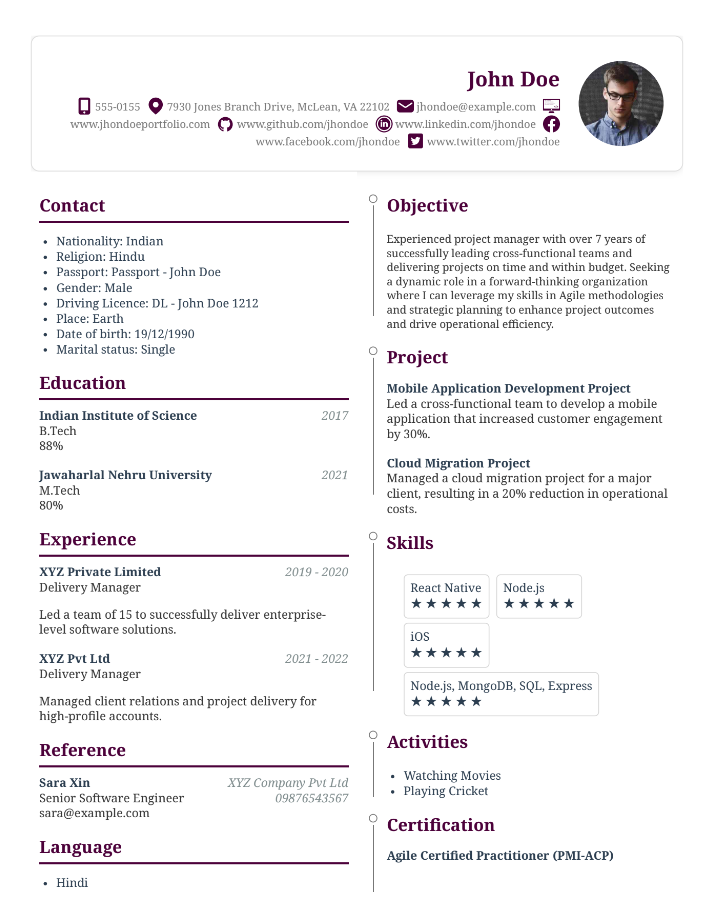 John Doe
555-0155 7930 Jones Branch Drive, McLean, VA 22102 jhondoe@example.com
www.jhondoeportfolio.com www.github.com/jhondoe www.linkedin.com/jhondoe
www.facebook.com/jhondoe www.twitter.com/jhondoe
Contact
• Nationality: Indian
• Religion: Hindu
• Passport: Passport - John Doe
• Gender: Male
• Driving Licence: DL - John Doe 1212
• Place: Earth
• Date of birth: 19/12/1990
• Marital status: Single
Education
Indian Institute of Science 2017
B.Tech
88%
Jawaharlal Nehru University 2021
M.Tech
80%
Experience
XYZ Private Limited 2019 - 2020
Delivery Manager
Led a team of 15 to successfully deliver enterprise-
level software solutions.
XYZ Pvt Ltd 2021 - 2022
Delivery Manager
Managed client relations and project delivery for
high-profile accounts.
Reference
Sara Xin XYZ Company Pvt Ltd
Senior Software Engineer 09876543567
sara@example.com
Language
• Hindi
Objective
Experienced project manager with over 7 years of
successfully leading cross-functional teams and
delivering projects on time and within budget. Seeking
a dynamic role in a forward-thinking organization
where I can leverage my skills in Agile methodologies
and strategic planning to enhance project outcomes
and drive operational efficiency.
Project
Mobile Application Development Project
Led a cross-functional team to develop a mobile
application that increased customer engagement
by 30%.
Cloud Migration Project
Managed a cloud migration project for a major
client, resulting in a 20% reduction in operational
costs.
Skills
React Native Node.js
★★★★★ ★★★★★
iOS
★★★★★
Node.js, MongoDB, SQL, Express
★★★★★
Activities
• Watching Movies
• Playing Cricket
Certification
Agile Certified Practitioner (PMI-ACP)